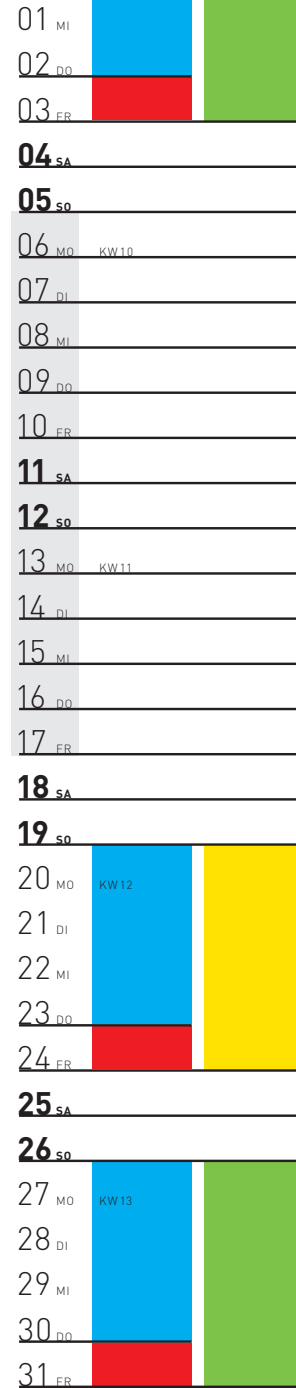 01 MI
02 DO
03 FR
04 SA
05 SO
06 MO KW10
07 DI
08 MI
09 DO
10 FR
11 SA
12 SO
13 MO KW11
14 DI
15 MI
16 DO
17 FR
18 SA
19 SO
20 MO KW12
21 DI
22 MI
23 DO
24 FR
25 SA
26 SO
27 MO KW13
28 DI
29 MI
30 DO
31 FR